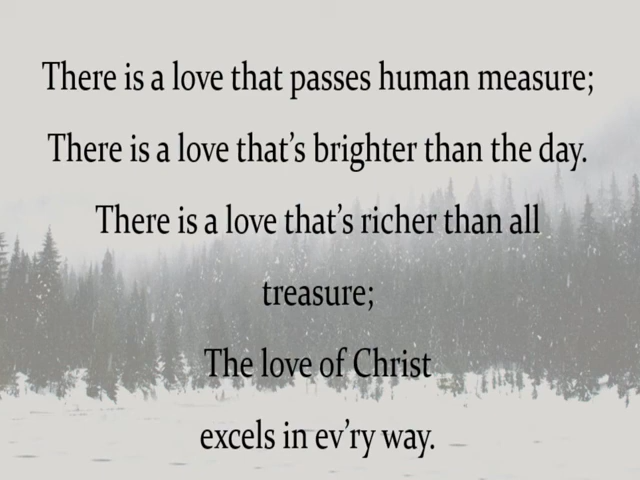 There is a love that passes human measure;
There is a love that’s brighter than the day.
There is a love that’s richer than all
treasure;
The love of Christ
excels in ev’ry way.